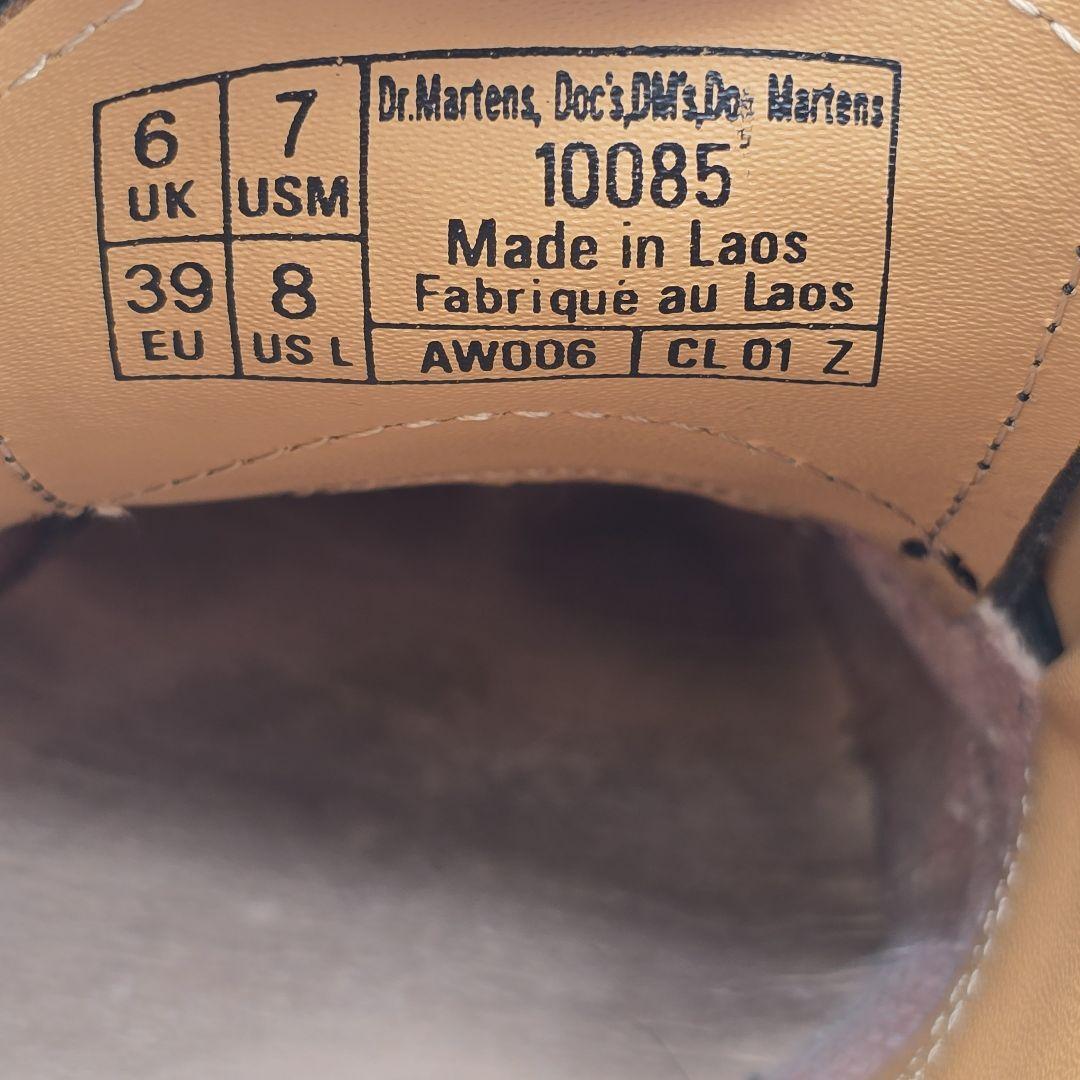 6
UK
7
USM
39
EU
8
US L
Dr.Martens, Doc's,DM's,Doc Martens
10085
Made in Laos
Fabriqué au Laos
AW006
CL 01 Z